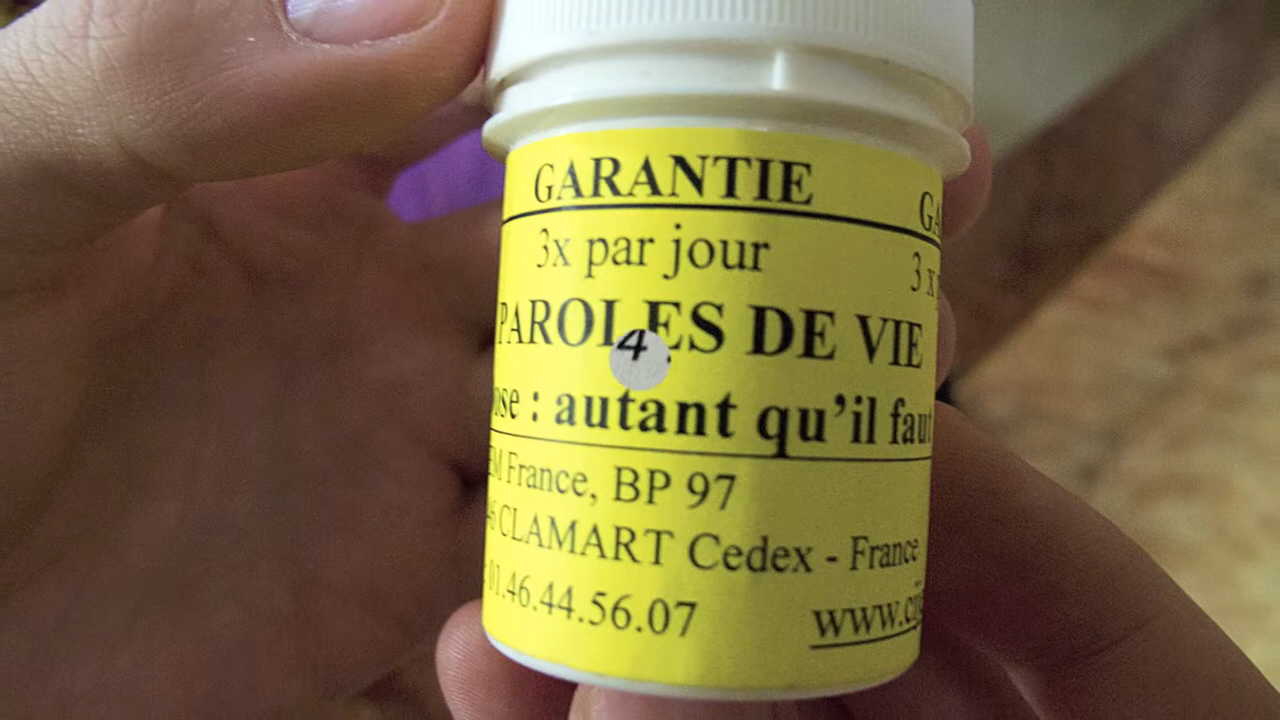 GARANTIE
3x par jour
PAROLES DE VIE
4
: autant qu'il faut
France, BP 97
CLAMART Cedex - France
01.46.44.56.07